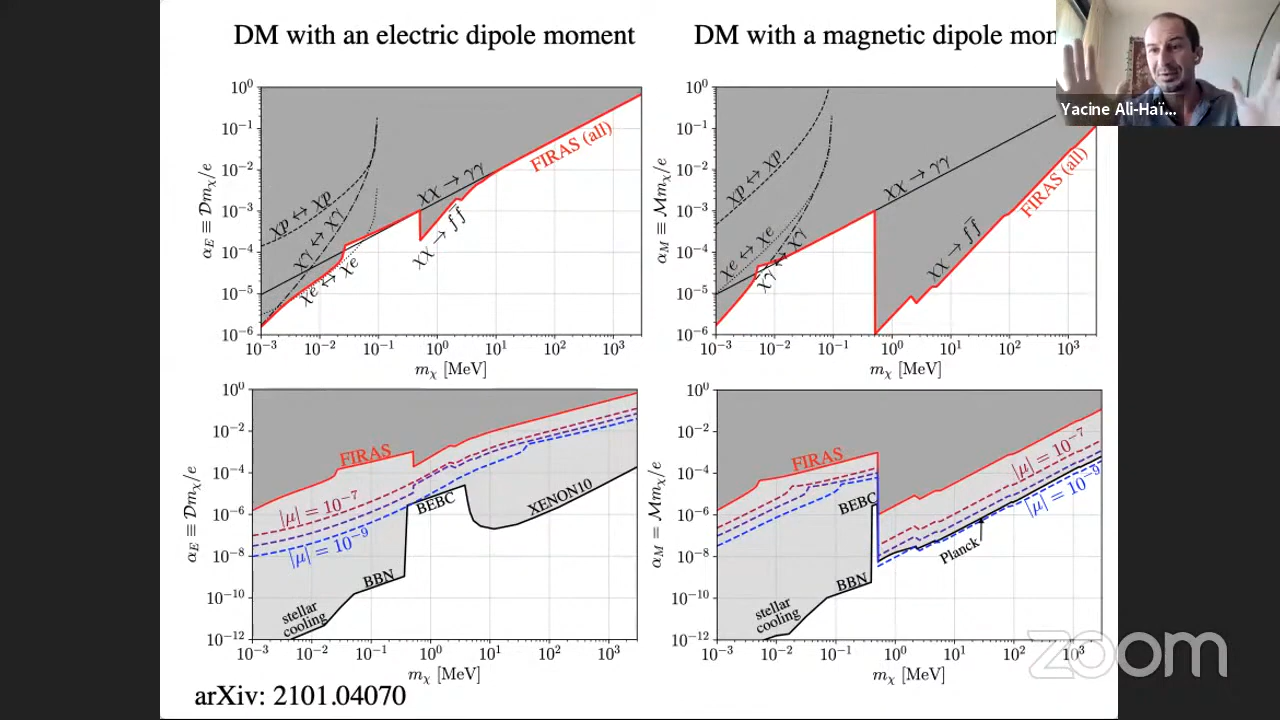 DM with an electric dipole moment
DM with a magnetic dipole mom
Yacine Ali-Haï...
10⁰
10⁻¹
10⁻²
10⁻³
10⁻⁴
10⁻⁵
10⁻⁶
α_E ≡ 𝒟m_χ/e
χp ↔ χp
χγ ↔ χγ
χe ↔ χe
χχ → γγ
χχ → ff̄
FIRAS (all)
10⁻³ 10⁻² 10⁻¹ 10⁰ 10¹ 10² 10³
m_χ [MeV]
10⁰
10⁻¹
10⁻²
10⁻³
10⁻⁴
10⁻⁵
10⁻⁶
α_M ≡ ℳm_χ/e
χp ↔ χp
χe ↔ χe
χγ ↔ χγ
χχ → γγ
χχ → ff̄
FIRAS (all)
10⁻³ 10⁻² 10⁻¹ 10⁰ 10¹ 10² 10³
m_χ [MeV]
10⁰
10⁻²
10⁻⁴
10⁻⁶
10⁻⁸
10⁻¹⁰
10⁻¹²
α_E ≡ 𝒟m_χ/e
FIRAS
|μ| = 10⁻⁷
|μ| = 10⁻⁹
BEBC
XENON10
BBN
stellar
cooling
10⁻³ 10⁻² 10⁻¹ 10⁰ 10¹ 10² 10³
m_χ [MeV]
10⁰
10⁻²
10⁻⁴
10⁻⁶
10⁻⁸
10⁻¹⁰
10⁻¹²
α_M = ℳm_χ/e
FIRAS
|μ| = 10⁻⁷
BEBC
|μ| = 10⁻⁹
Planck
BBN
stellar
cooling
10⁻³ 10⁻² 10⁻¹ 10⁰ 10¹ 10² 10³
m_χ [MeV]
zoom
arXiv: 2101.04070